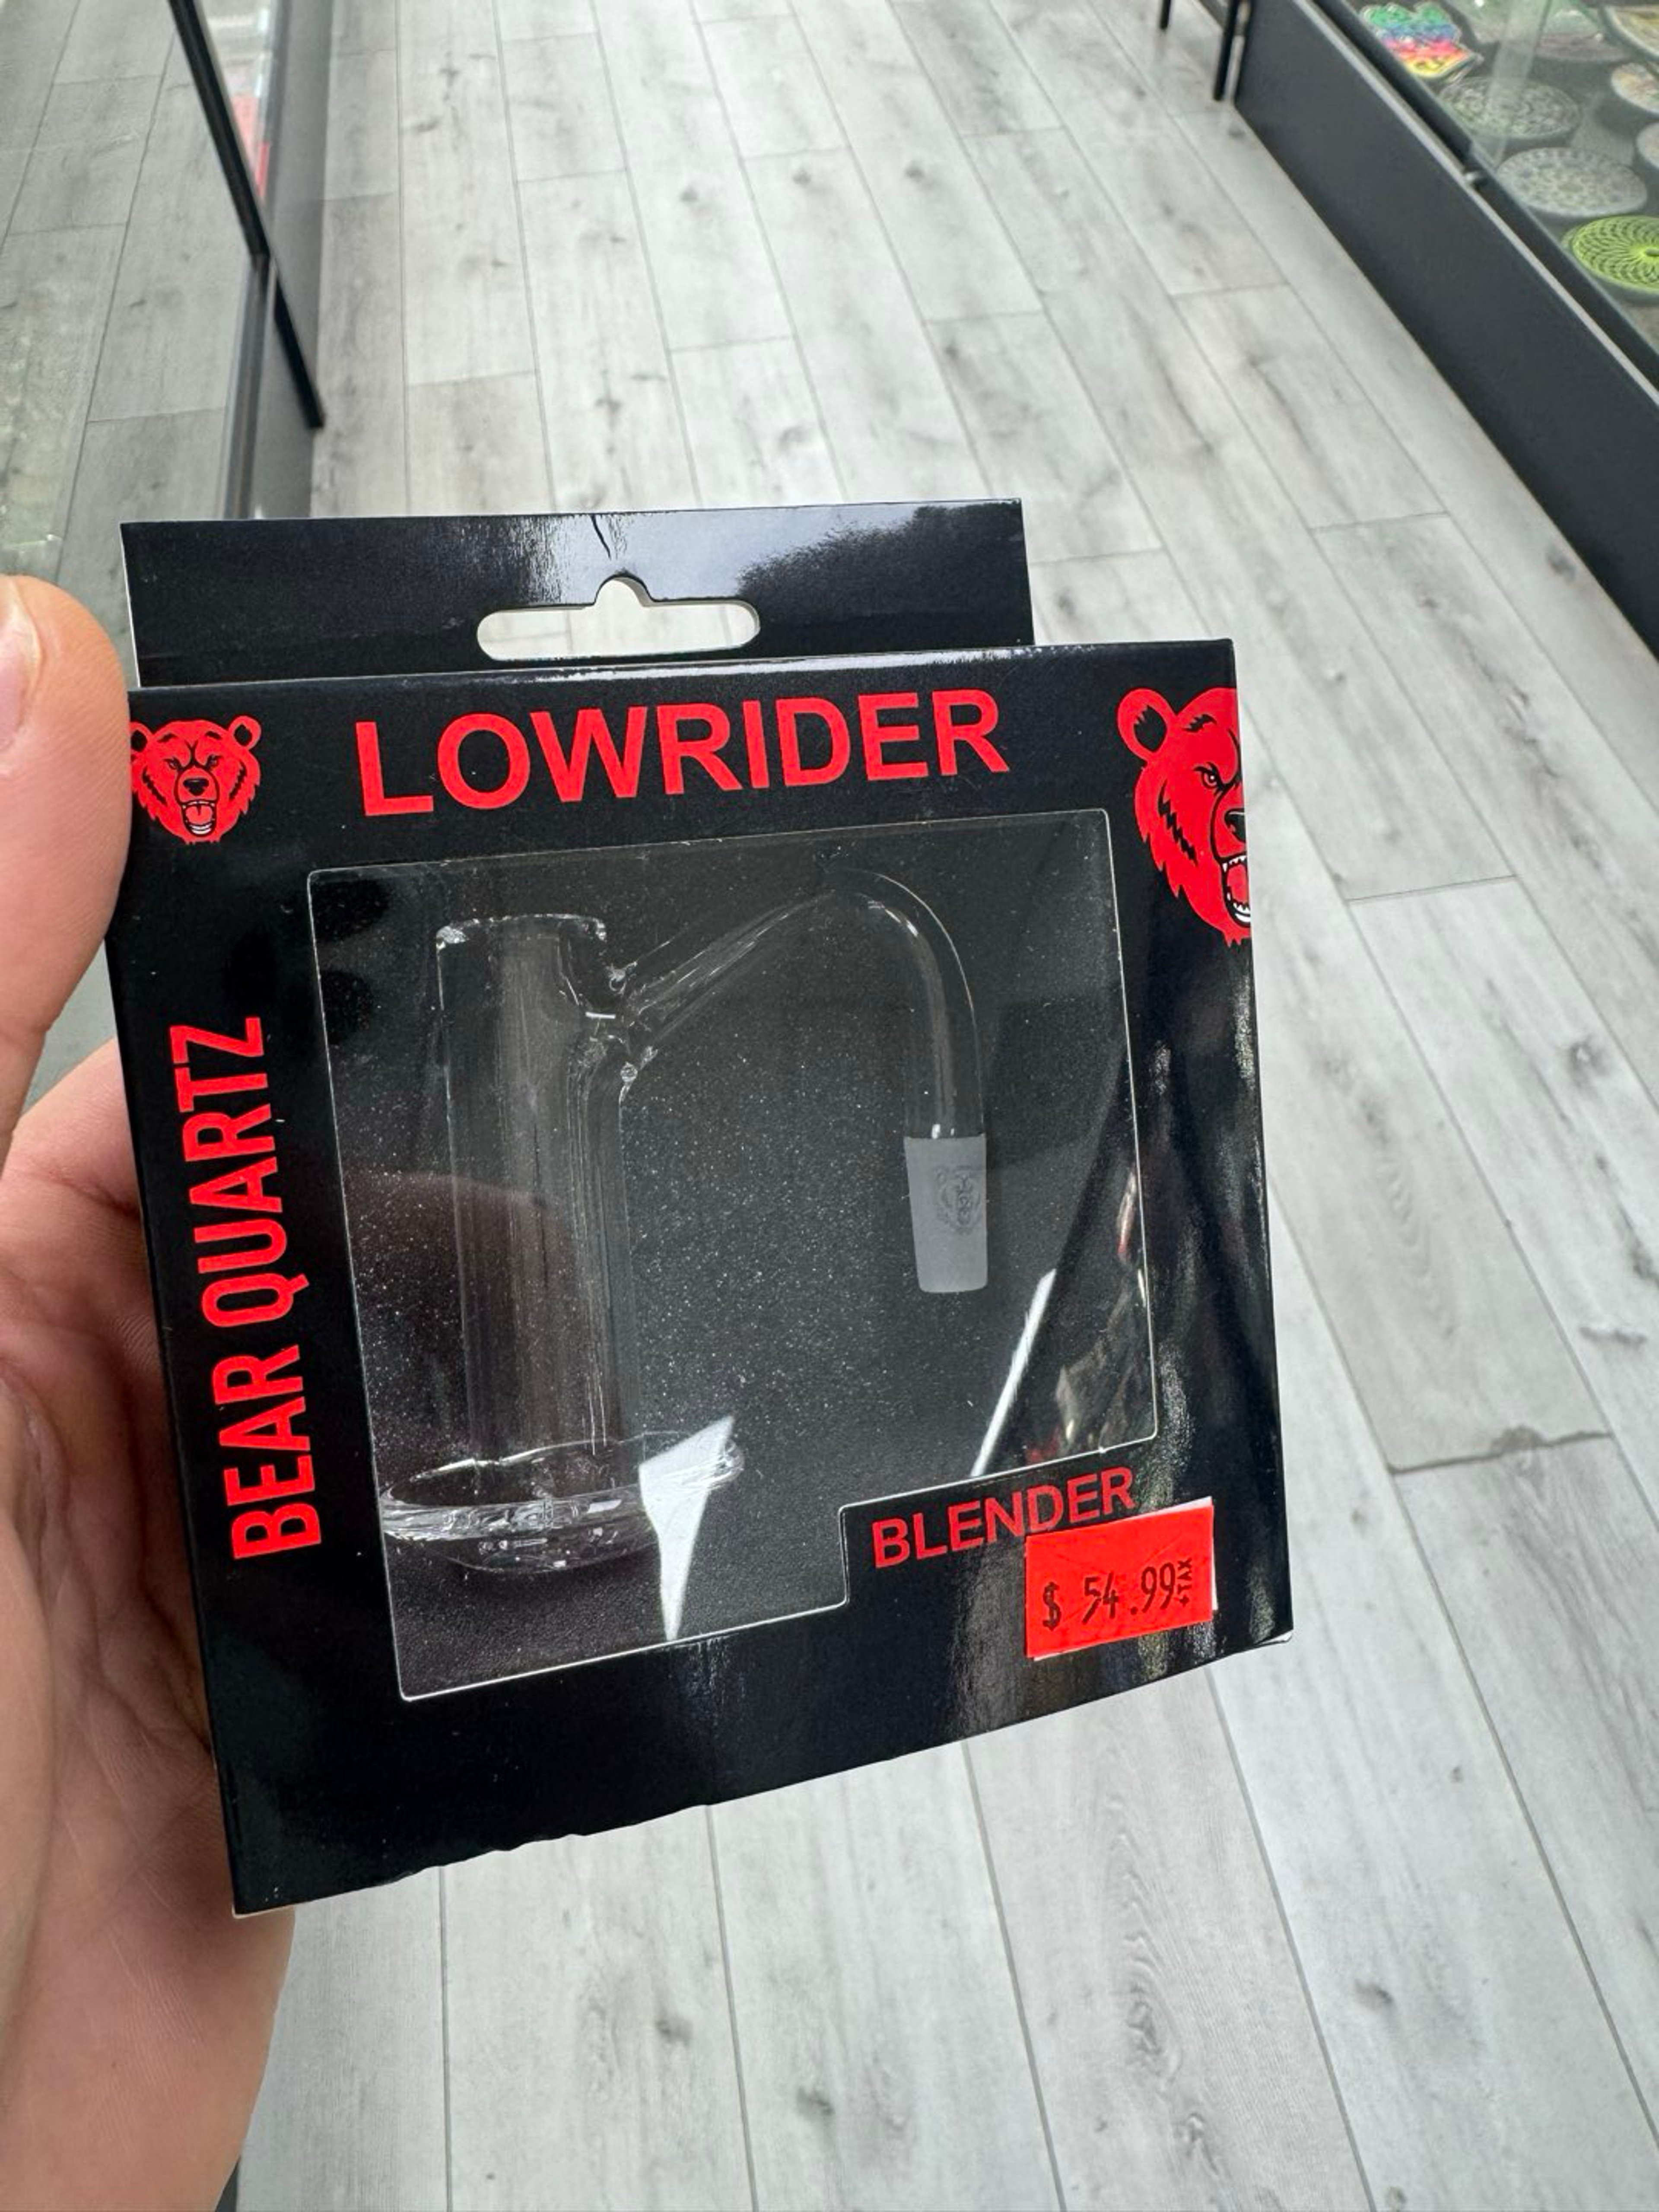 LOWRIDER
BEAR QUARTZ
BLENDER
$ 54.99 +TAX